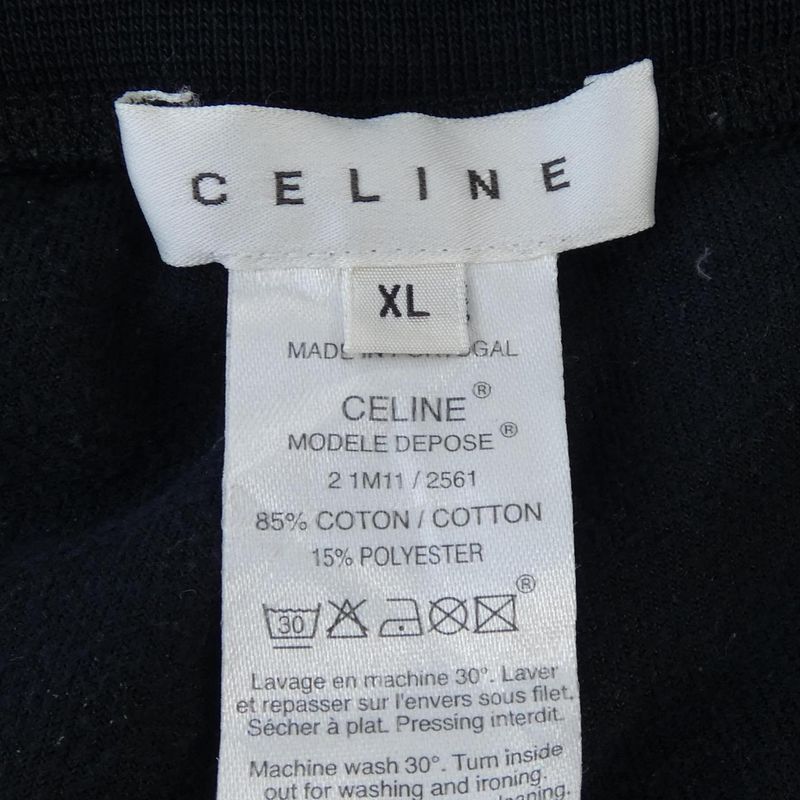 CELINE
XL
MADE IN PORTUGAL
CELINE®
MODELE DEPOSE®
2 1M11 / 2561
85% COTON / COTTON
15% POLYESTER
30
®
Lavage en machine 30°. Laver
et repasser sur l'envers sous filet.
Sécher à plat. Pressing interdit.
Machine wash 30°. Turn inside
out for washing and ironing.